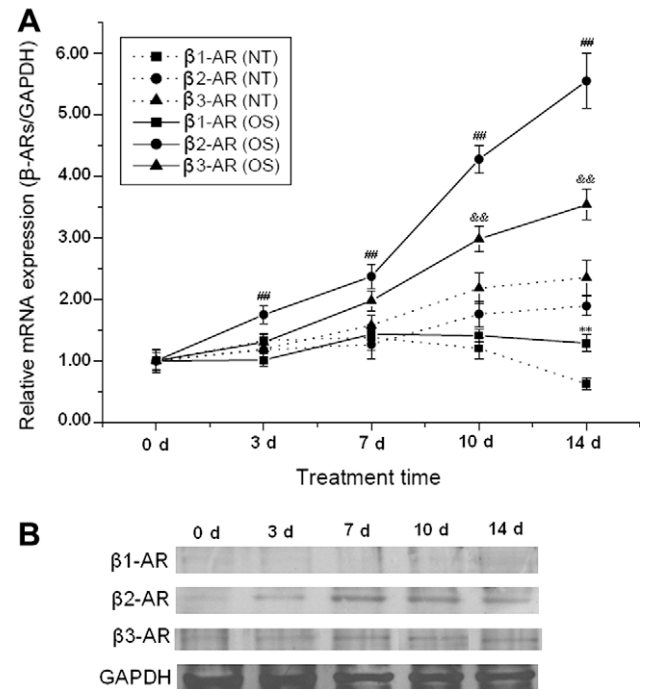 A
Relative mRNA expression (β-ARs/GAPDH)
6.00
5.00
4.00
3.00
2.00
1.00
0.00
β1-AR (NT)
β2-AR (NT)
β3-AR (NT)
β1-AR (OS)
β2-AR (OS)
β3-AR (OS)
##
##
##
##
&&
&&
**
0 d
3 d
7 d
10 d
14 d
Treatment time
B
0 d
3 d
7 d
10 d
14 d
β1-AR
β2-AR
β3-AR
GAPDH